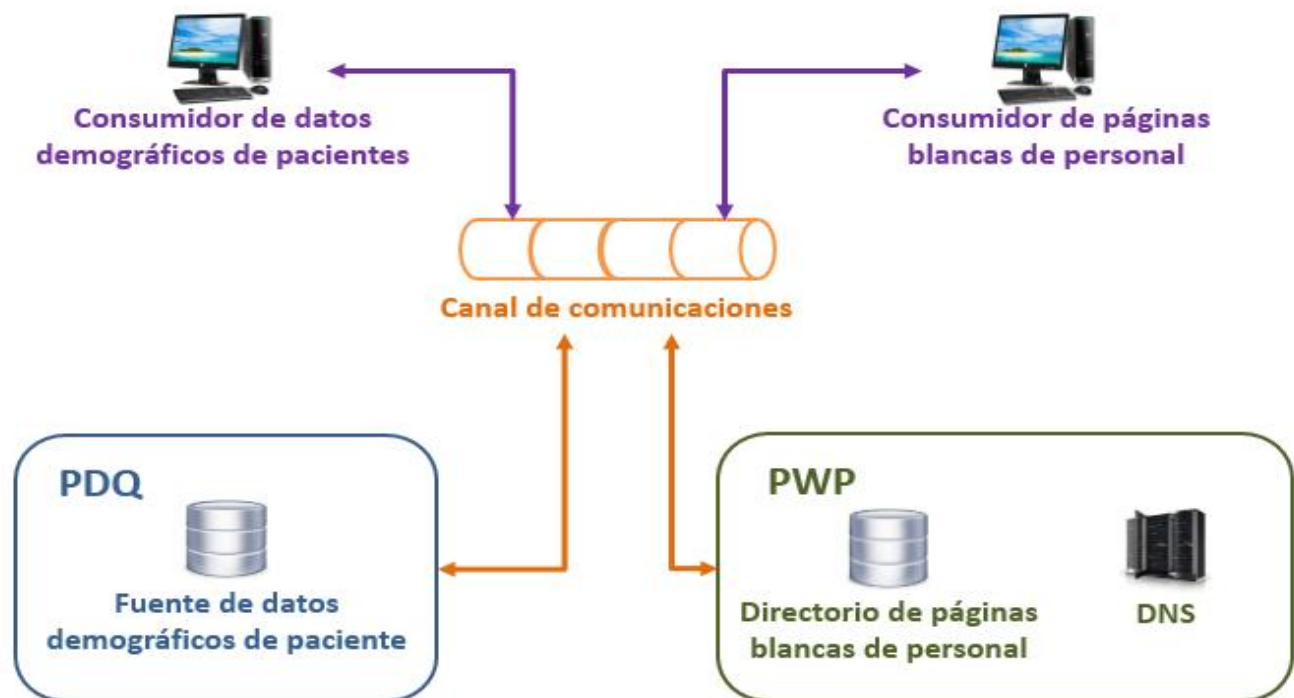 Consumidor de datos
demográficos de pacientes
Consumidor de páginas
blancas de personal
Canal de comunicaciones
PDQ
Fuente de datos
demográficos de paciente
PWP
Directorio de páginas
blancas de personal
DNS